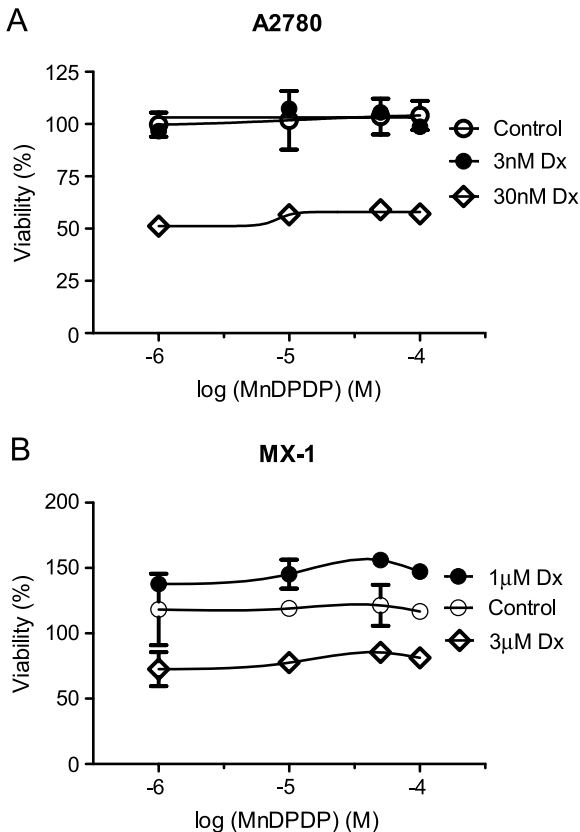 A
A2780
125
100
75
50
25
0
Viability (%)
-6 -5 -4
log (MnDPDP) (M)
Control
3nM Dx
30nM Dx
B
MX-1
200
150
100
50
0
Viability (%)
-6 -5 -4
log (MnDPDP) (M)
1μM Dx
Control
3μM Dx